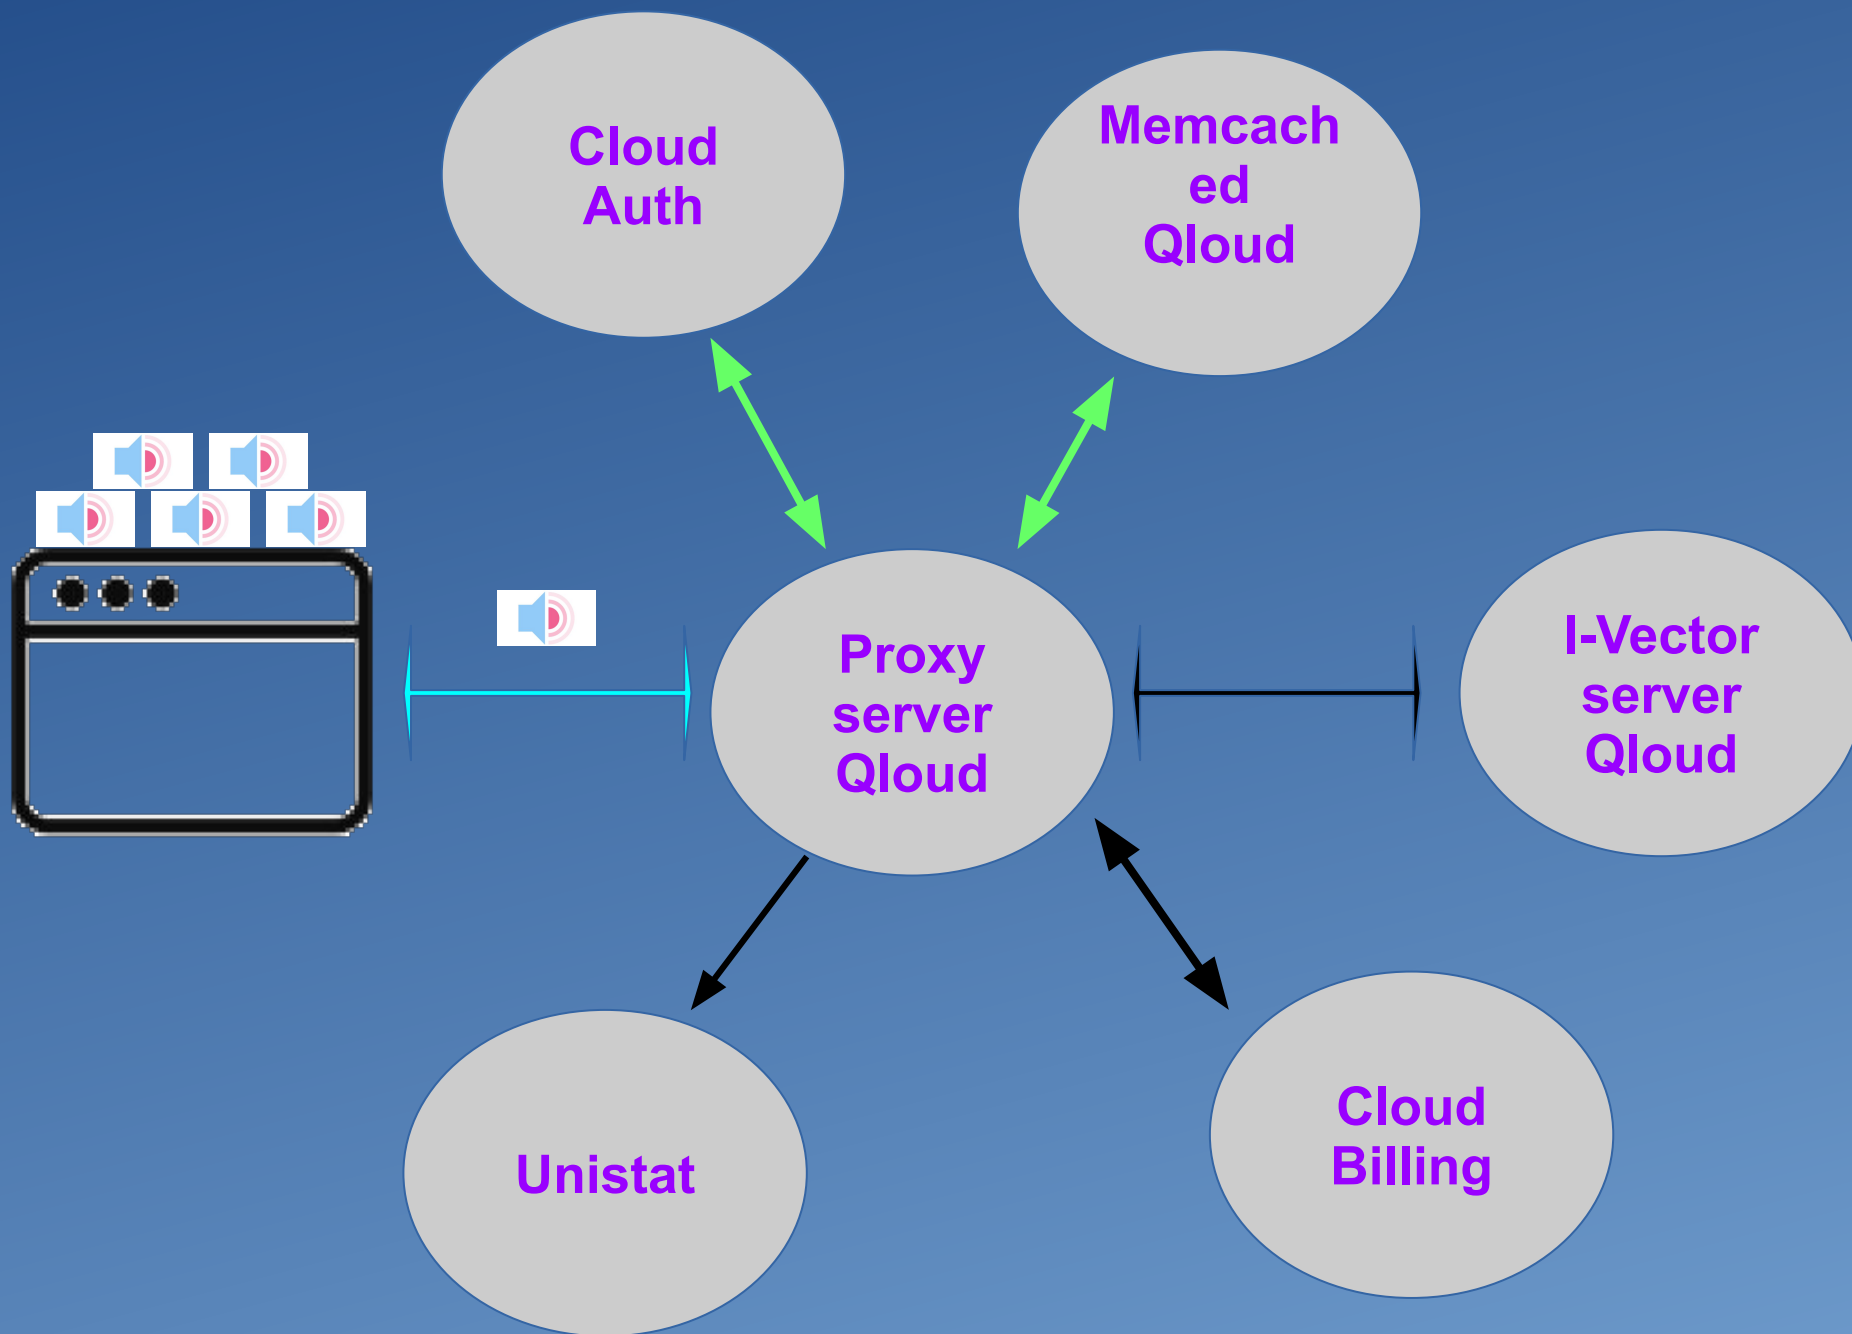 Cloud
Auth
Memcach
ed
Qloud
Proxy
server
Qloud
I-Vector
server
Qloud
Unistat
Cloud
Billing